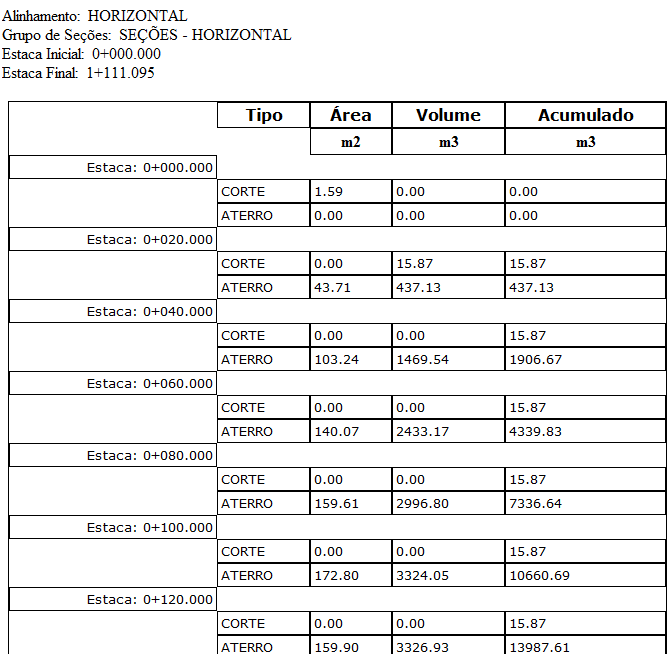 Alinhamento: HORIZONTAL
Grupo de Seções: SEÇÕES - HORIZONTAL
Estaca Inicial: 0+000.000
Estaca Final: 1+111.095
Tipo Área Volume Acumulado
m2 m3 m3
Estaca: 0+000.000
CORTE 1.59 0.00 0.00
ATERRO 0.00 0.00 0.00
Estaca: 0+020.000
CORTE 0.00 15.87 15.87
ATERRO 43.71 437.13 437.13
Estaca: 0+040.000
CORTE 0.00 0.00 15.87
ATERRO 103.24 1469.54 1906.67
Estaca: 0+060.000
CORTE 0.00 0.00 15.87
ATERRO 140.07 2433.17 4339.83
Estaca: 0+080.000
CORTE 0.00 0.00 15.87
ATERRO 159.61 2996.80 7336.64
Estaca: 0+100.000
CORTE 0.00 0.00 15.87
ATERRO 172.80 3324.05 10660.69
Estaca: 0+120.000
CORTE 0.00 0.00 15.87
ATERRO 159.90 3326.93 13987.61